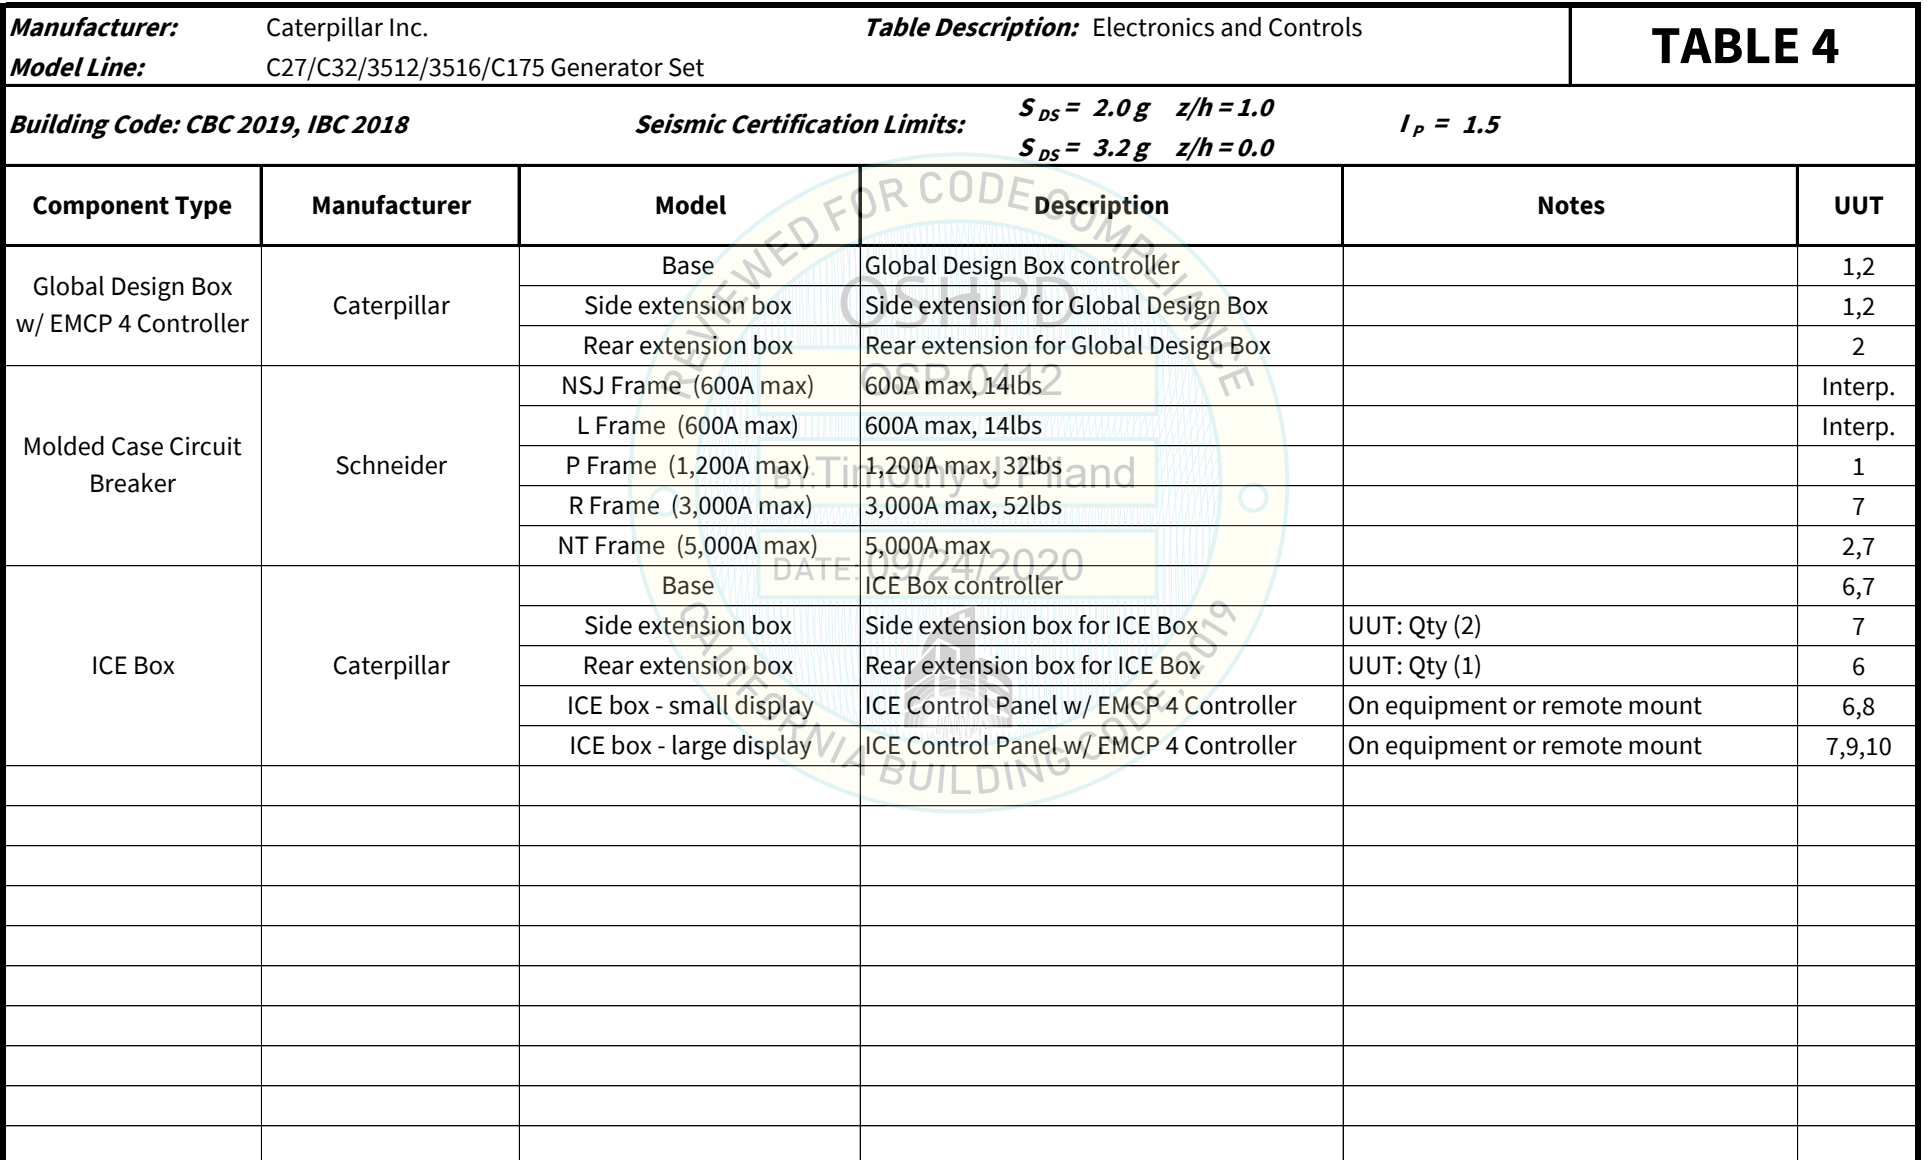 Manufacturer: Caterpillar Inc. Table Description: Electronics and Controls TABLE 4
Model Line: C27/C32/3512/3516/C175 Generator Set
Building Code: CBC 2019, IBC 2018 Seismic Certification Limits: S DS = 2.0 g z/h = 1.0 I P = 1.5
S DS = 3.2 g z/h = 0.0
Component Type Manufacturer Model Description Notes UUT
Global Design Box w/ EMCP 4 Controller Caterpillar Base Global Design Box controller 1,2
Side extension box Side extension for Global Design Box 1,2
Rear extension box Rear extension for Global Design Box 2
Molded Case Circuit Breaker Schneider NSJ Frame (600A max) 600A max, 14lbs Interp.
L Frame (600A max) 600A max, 14lbs Interp.
P Frame (1,200A max) 1,200A max, 32lbs 1
R Frame (3,000A max) 3,000A max, 52lbs 7
NT Frame (5,000A max) 5,000A max 2,7
ICE Box Caterpillar Base ICE Box controller 6,7
Side extension box Side extension box for ICE Box UUT: Qty (2) 7
Rear extension box Rear extension box for ICE Box UUT: Qty (1) 6
ICE box - small display ICE Control Panel w/ EMCP 4 Controller On equipment or remote mount 6,8
ICE box - large display ICE Control Panel w/ EMCP 4 Controller On equipment or remote mount 7,9,10
REVIEWED FOR CODE COMPLIANCE
OSHPD
OSP-0412
BY: Timothy J Piland
DATE: 09/24/2020
CALIFORNIA BUILDING CODE, 2019